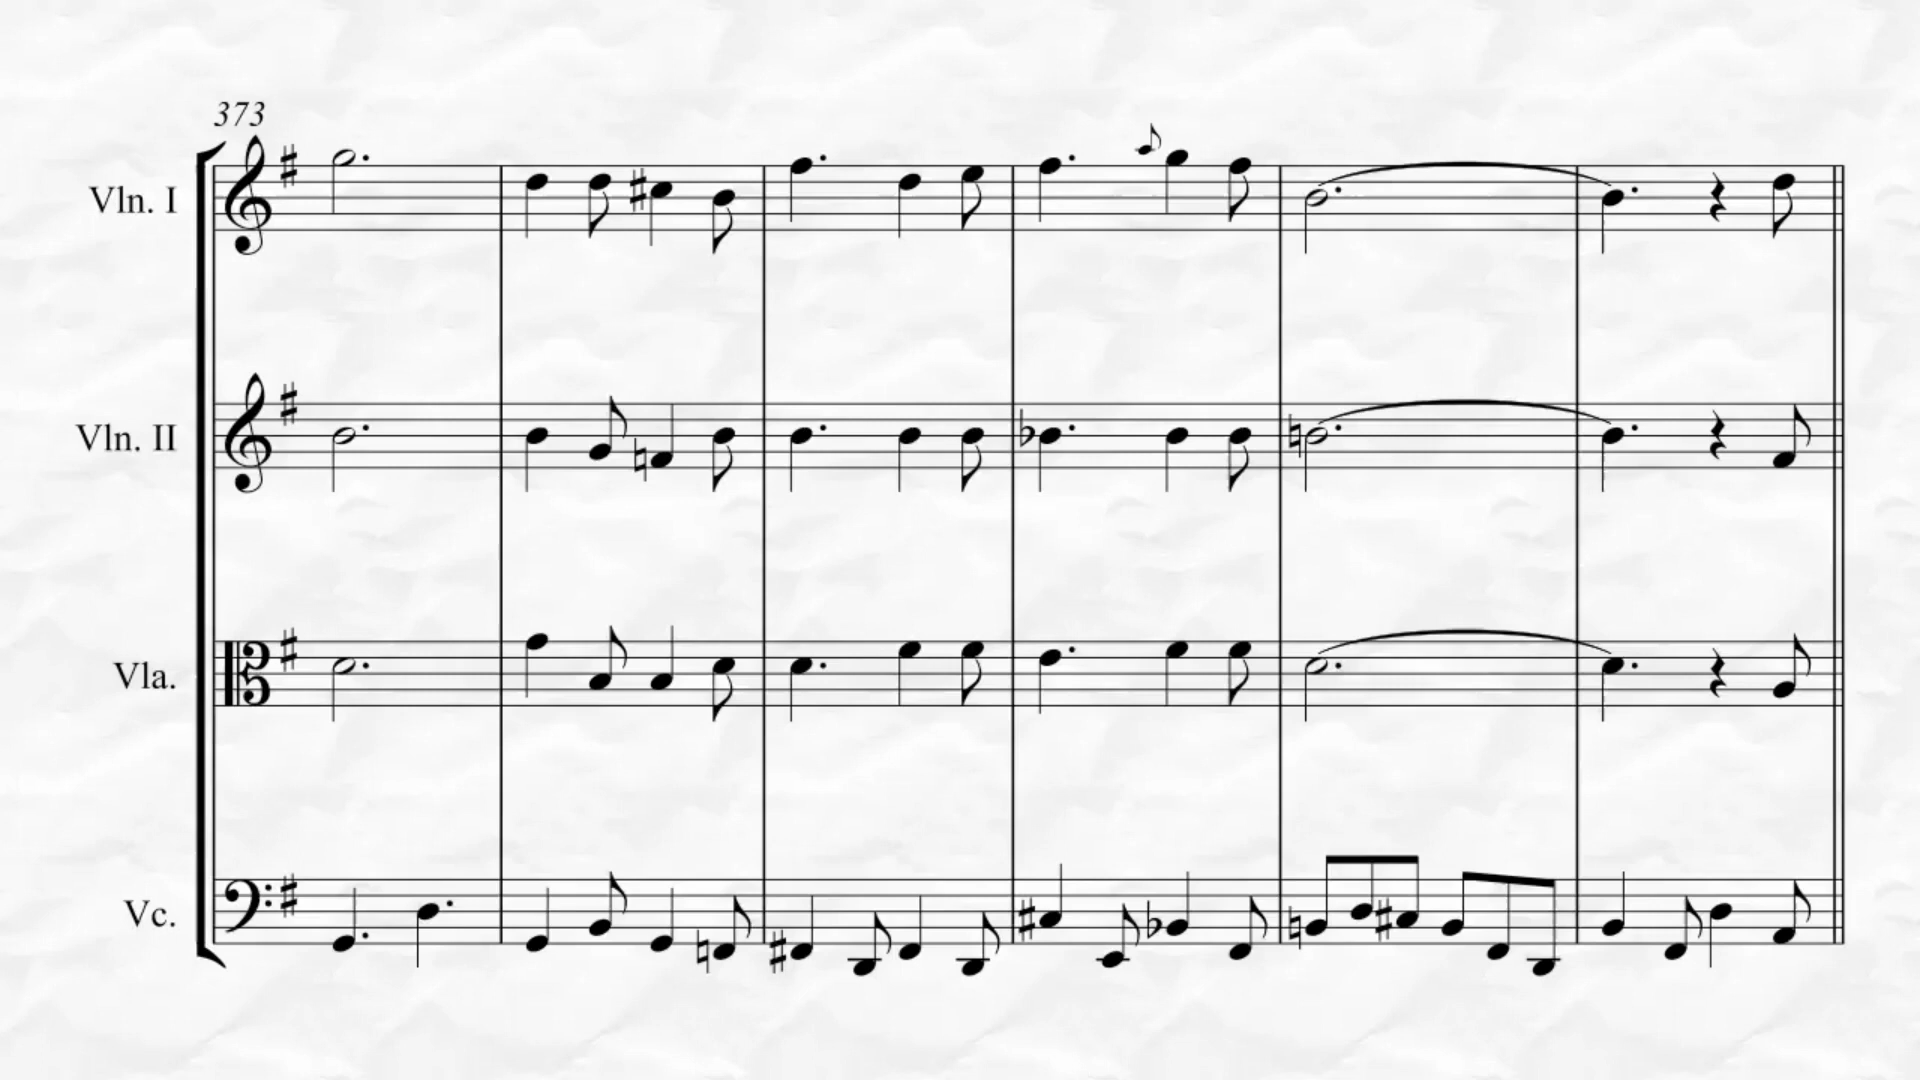 373
Vln. I
Vln. II
Vla.
Vc.